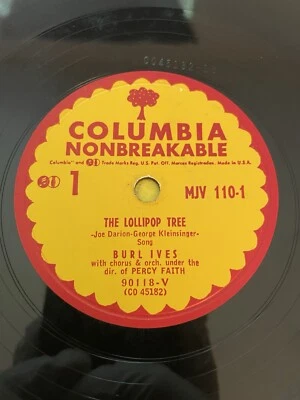 COLUMBIA
NONBREAKABLE
"Columbia" and Trade Marks Reg. U.S. Pat. Off. Marcas Registradas. Made in U.S.A.
1
MJV 110-1
THE LOLLIPOP TREE
-Joe Darion-George Kleinsinger-
Song
BURL IVES
with chorus & orch. under the
dir. of PERCY FAITH
90118-V
(CO 45182)